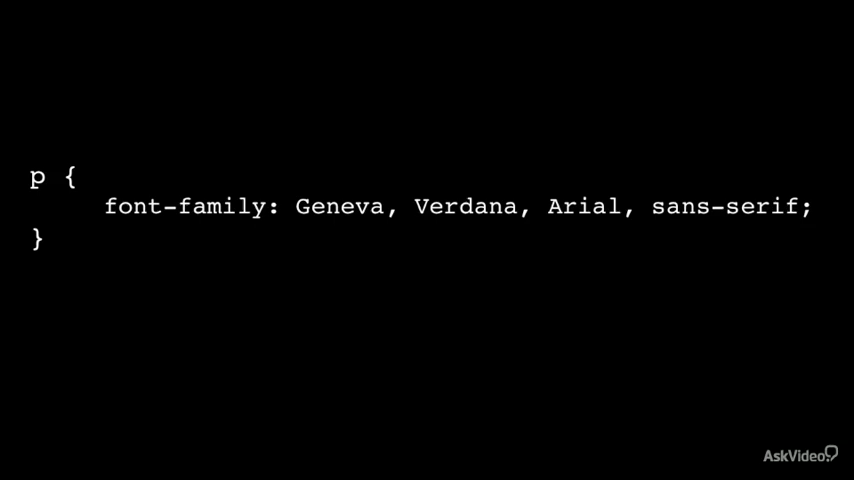 p {
font-family: Geneva, Verdana, Arial, sans-serif;
}
AskVideo